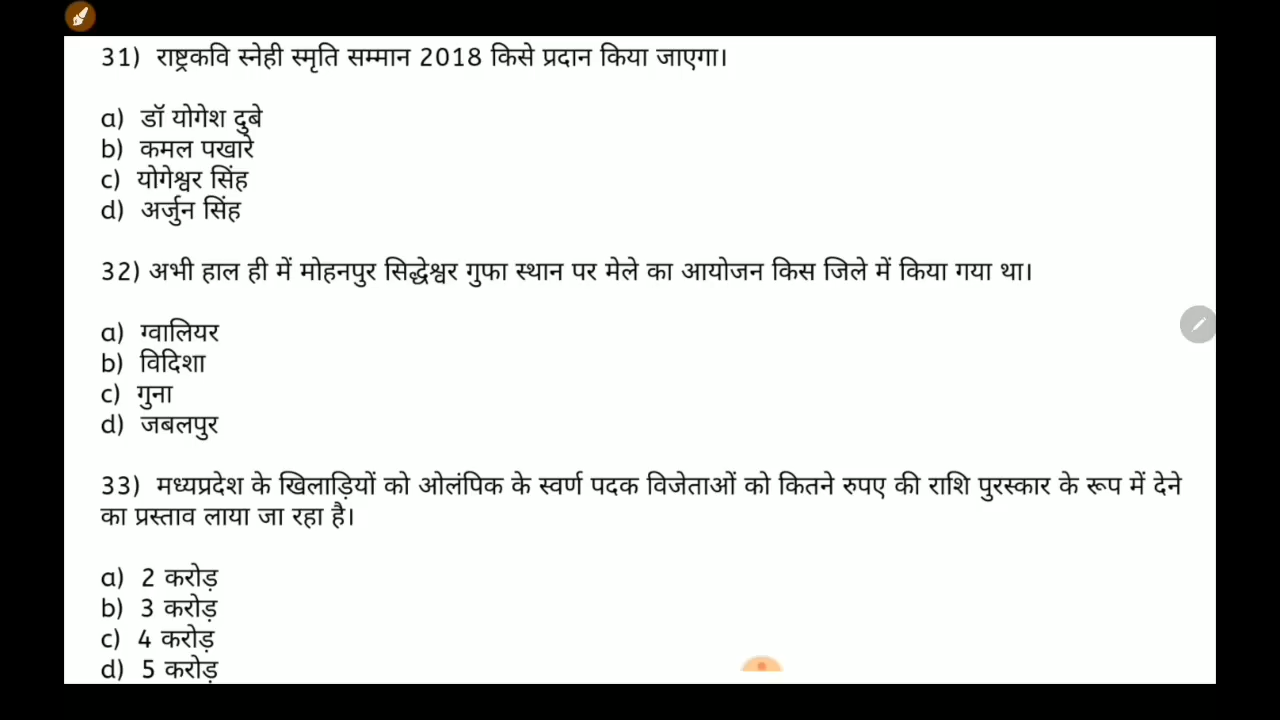 31) राष्ट्रकवि स्नेही स्मृति सम्मान 2018 किसे प्रदान किया जाएगा।
a) डॉ योगेश दुबे
b) कमल पखारे
c) योगेश्वर सिंह
d) अर्जुन सिंह
32) अभी हाल ही में मोहनपुर सिद्धेश्वर गुफा स्थान पर मेले का आयोजन किस जिले में किया गया था।
a) ग्वालियर
b) विदिशा
c) गुना
d) जबलपुर
33) मध्यप्रदेश के खिलाड़ियों को ओलंपिक के स्वर्ण पदक विजेताओं को कितने रुपए की राशि पुरस्कार के रूप में देने
का प्रस्ताव लाया जा रहा है।
a) 2 करोड़
b) 3 करोड़
c) 4 करोड़
d) 5 करोड़